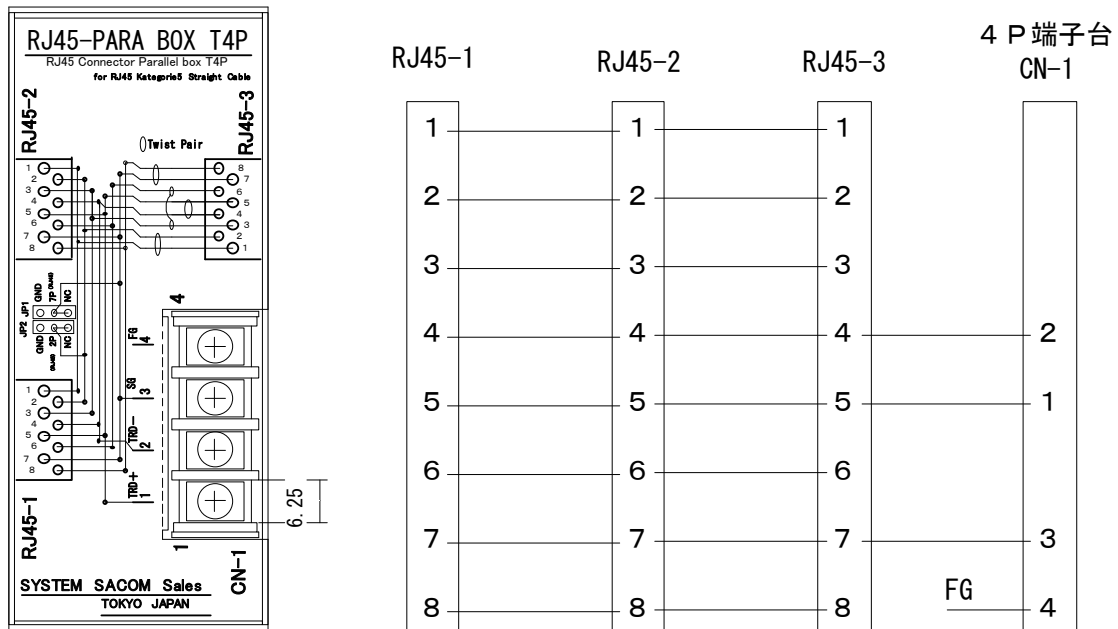 RJ45-PARA BOX T4P
RJ45 Connector Parallel box T4P
for RJ45 Kategorie5 Straight Cable
RJ45-2
RJ45-3
Twist Pair
1
2
3
4
5
6
7
8
8
7
6
5
4
3
2
1
JP1
GND
7P
(RJ45)
NC
JP2
GND
2P
(RJ45)
NC
4
FG
4
SG
3
TRD-
2
TRD+
1
1
2
3
4
5
6
7
8
6.25
RJ45-1
1
CN-1
SYSTEM SACOM Sales
TOKYO JAPAN
RJ45-1 RJ45-2 RJ45-3 4P端子台
CN-1
1 1 1
2 2 2
3 3 3
4 4 4 2
5 5 5 1
6 6 6
7 7 7 3
8 8 8 FG 4